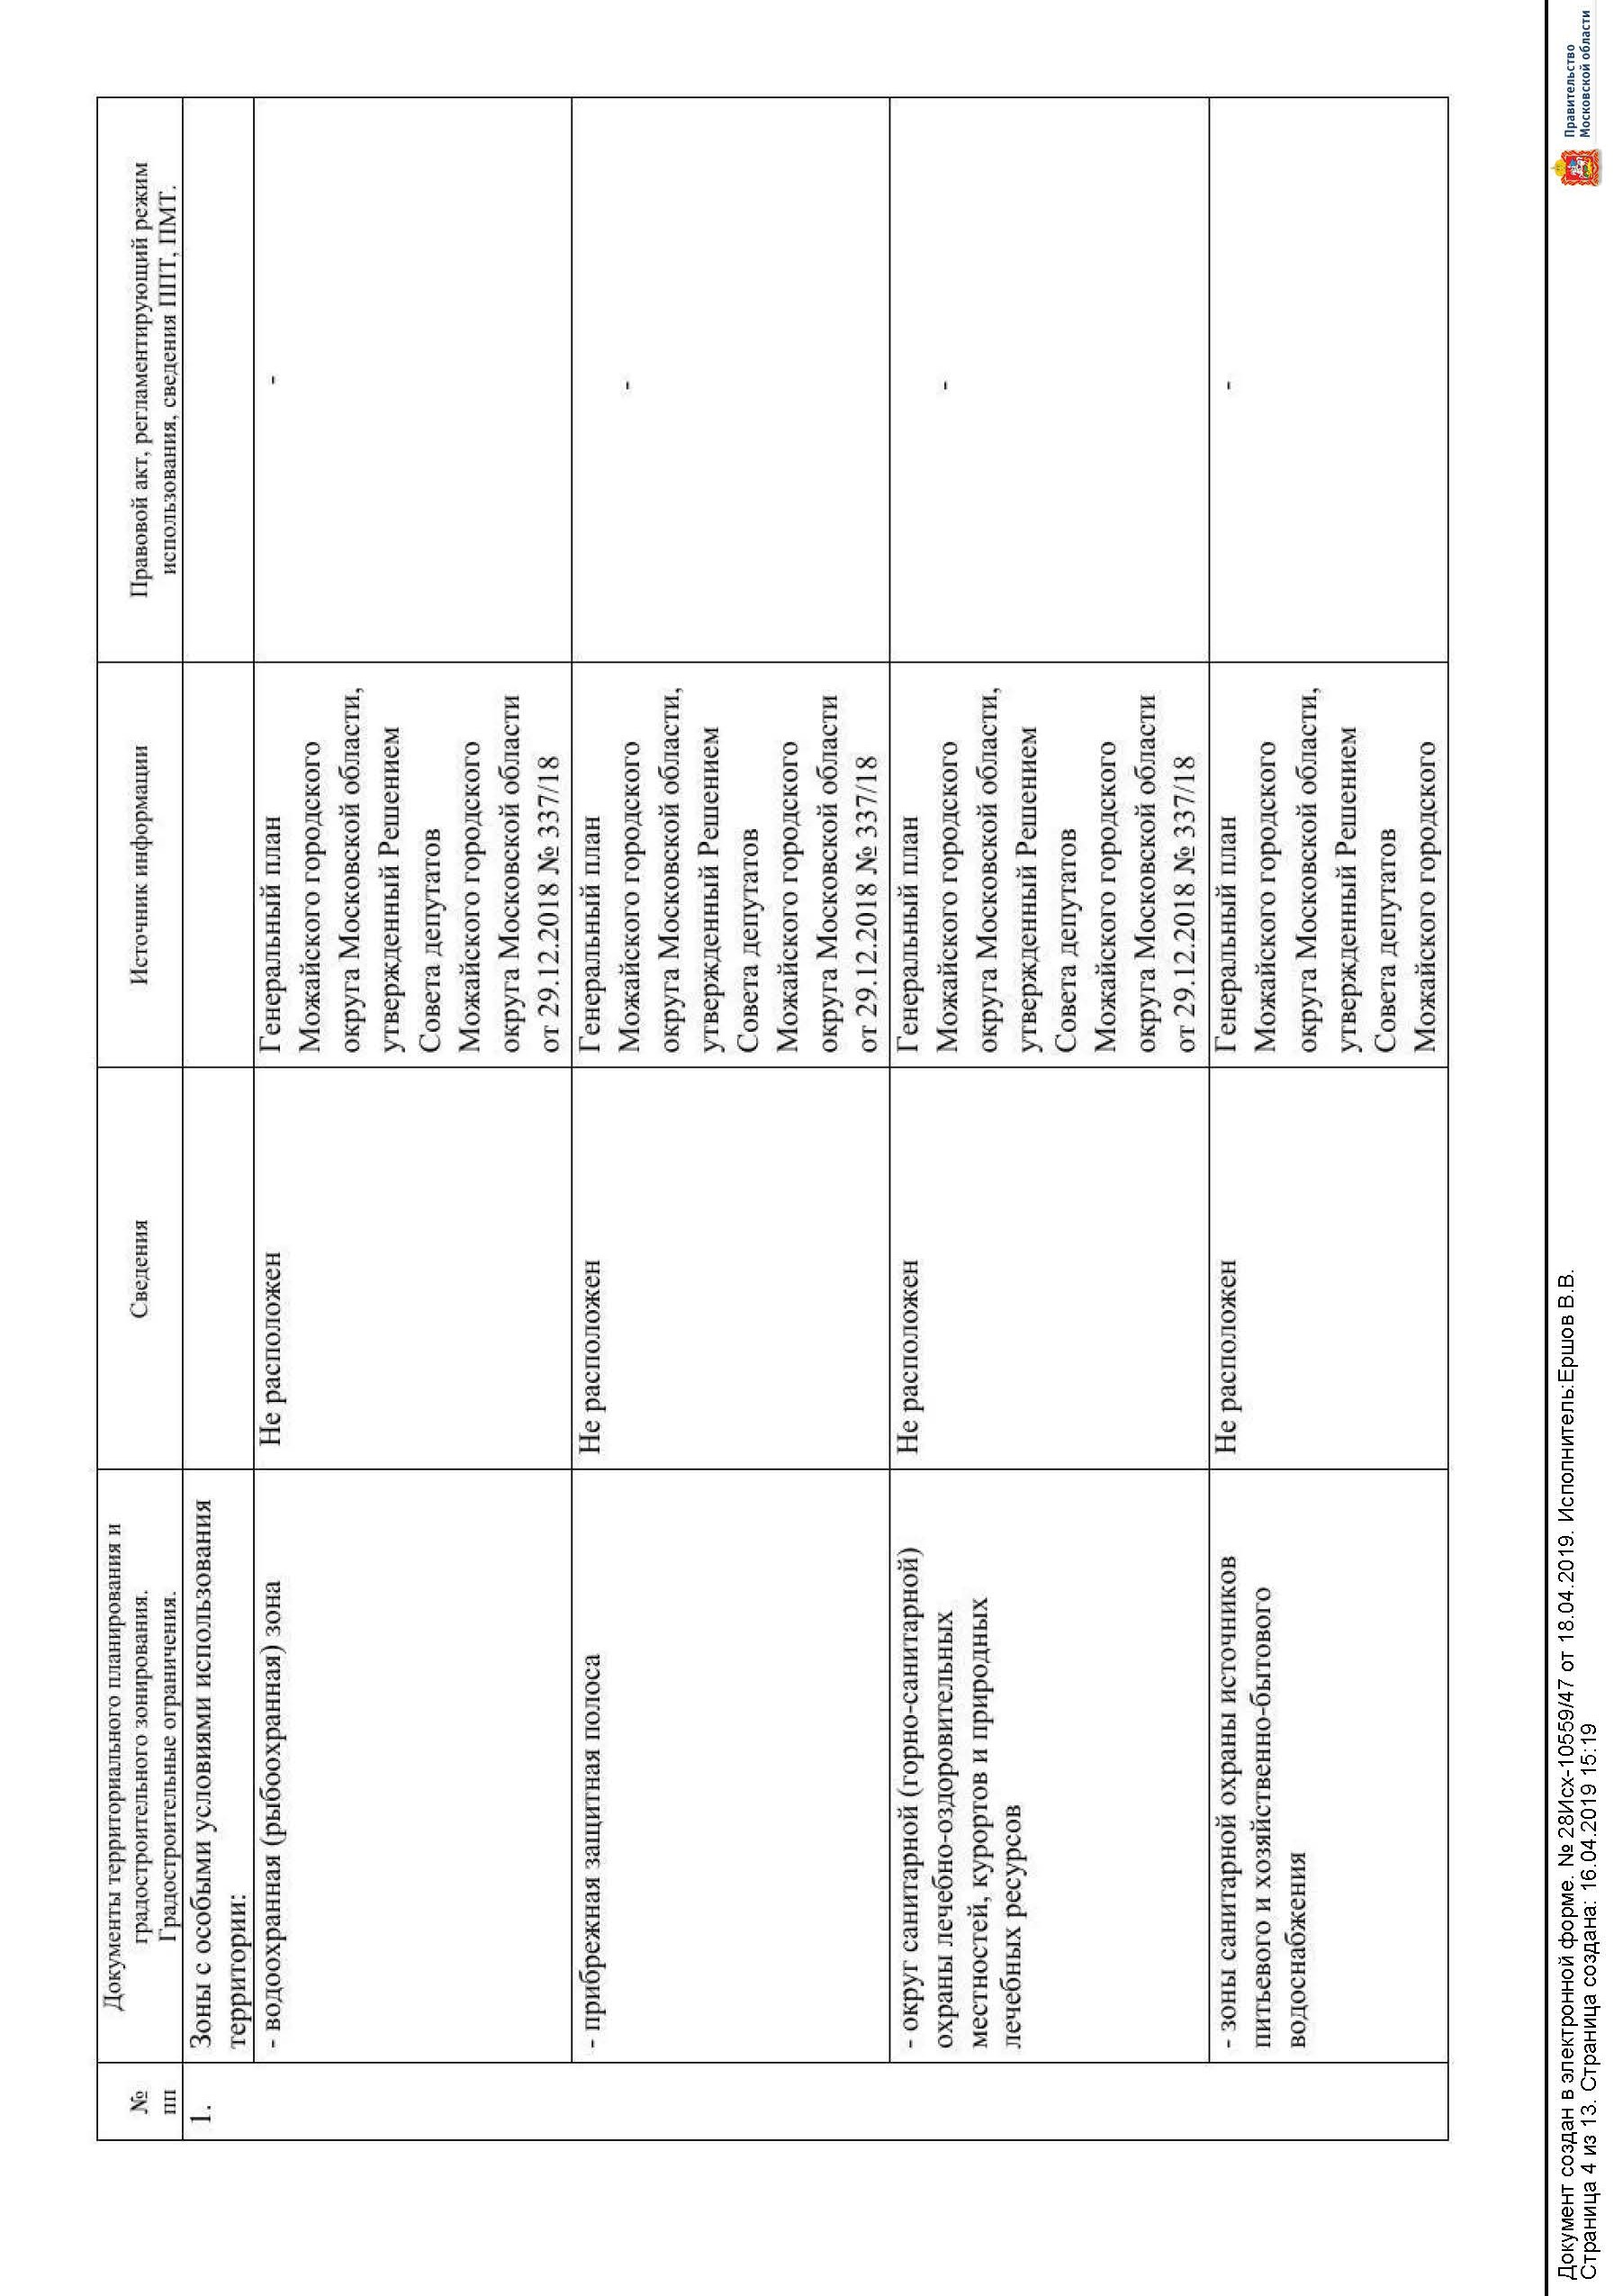 №
пп
Документы территориального планирования и
градостроительного зонирования.
Градостроительные ограничения.
Сведения
Источник информации
Правовой акт, регламентирующий режим
использования, сведения ППТ, ПМТ.
1.
Зоны с особыми условиями использования
территории:
- водоохранная (рыбоохранная) зона
Не расположен
Генеральный план
Можайского городского
округа Московской области,
утвержденный Решением
Совета депутатов
Можайского городского
округа Московской области
от 29.12.2018 № 337/18
-
- прибрежная защитная полоса
Не расположен
Генеральный план
Можайского городского
округа Московской области,
утвержденный Решением
Совета депутатов
Можайского городского
округа Московской области
от 29.12.2018 № 337/18
-
- округ санитарной (горно-санитарной)
охраны лечебно-оздоровительных
местностей, курортов и природных
лечебных ресурсов
Не расположен
Генеральный план
Можайского городского
округа Московской области,
утвержденный Решением
Совета депутатов
Можайского городского
округа Московской области
от 29.12.2018 № 337/18
-
- зоны санитарной охраны источников
питьевого и хозяйственно-бытового
водоснабжения
Не расположен
Генеральный план
Можайского городского
округа Московской области,
утвержденный Решением
Совета депутатов
Можайского городского
-
Документ создан в электронной форме. № 28Исх-10559/47 от 18.04.2019. Исполнитель:Ершов В.В.
Страница 4 из 13. Страница создана: 16.04.2019 15:19
Правительство
Московской области